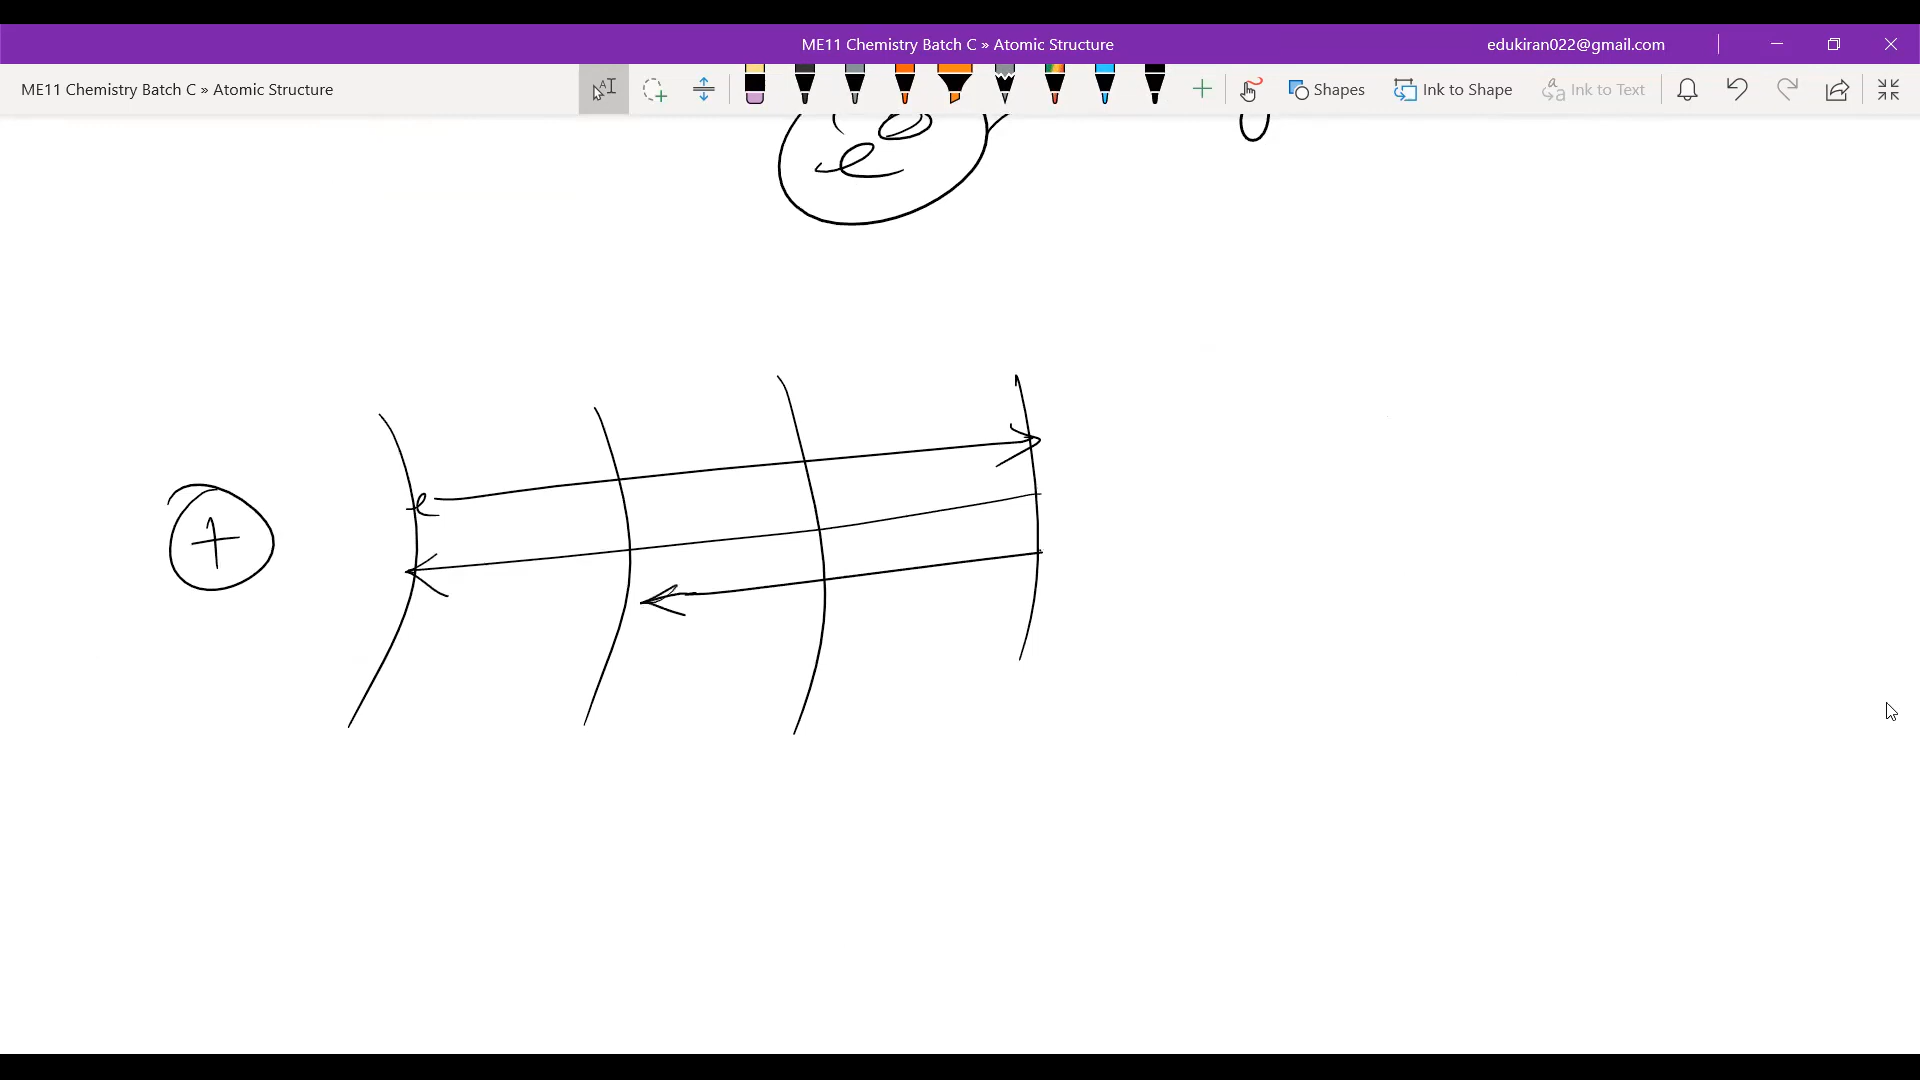 ME11 Chemistry Batch C » Atomic Structure
edukiran022@gmail.com
ME11 Chemistry Batch C » Atomic Structure
Shapes
Ink to Shape
Ink to Text
e
e
+